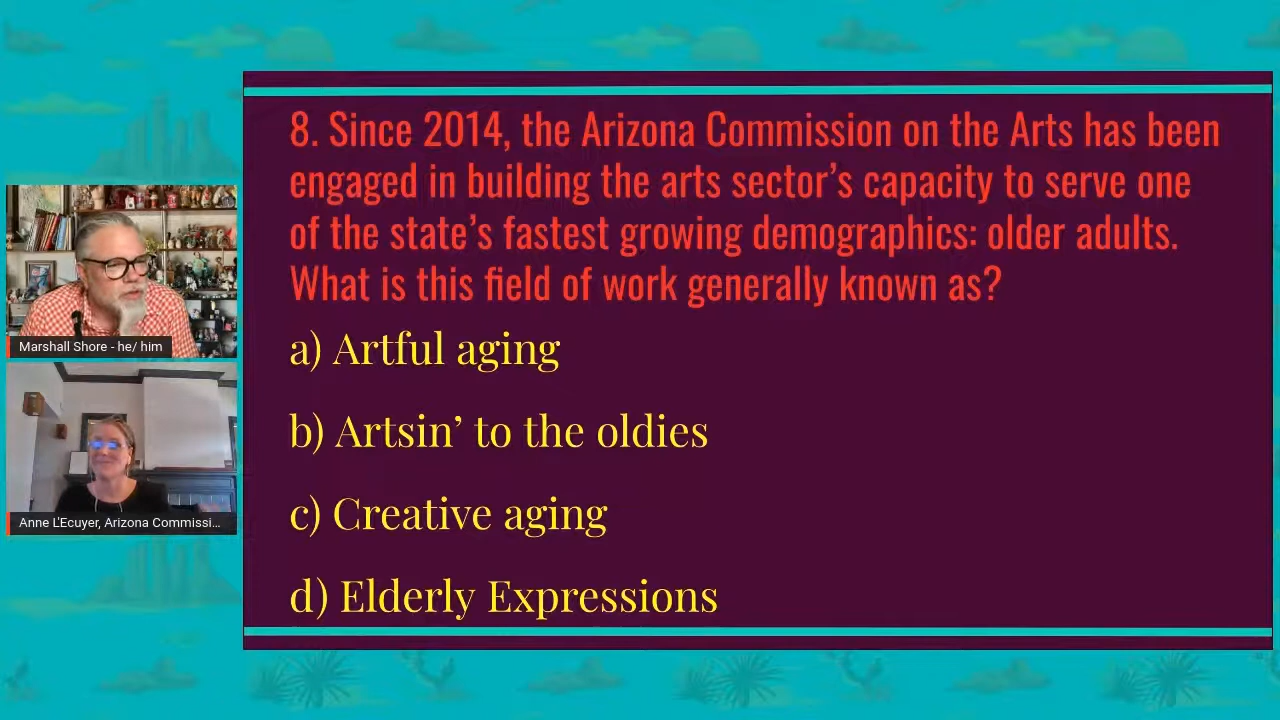 8. Since 2014, the Arizona Commission on the Arts has been
engaged in building the arts sector’s capacity to serve one
of the state’s fastest growing demographics: older adults.
What is this field of work generally known as?
a) Artful aging
b) Artsin’ to the oldies
c) Creative aging
d) Elderly Expressions
Marshall Shore - he/ him
Anne L'Ecuyer, Arizona Commissi...